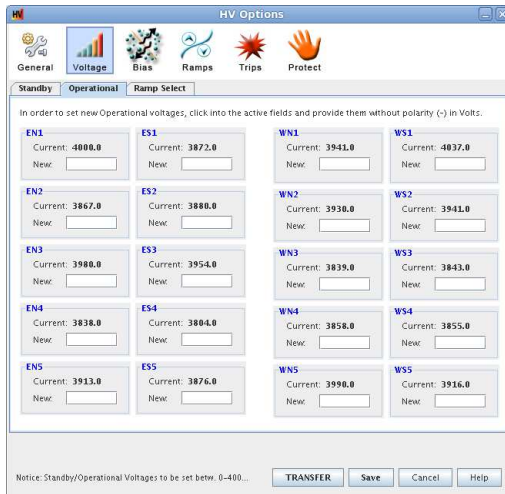 HV HV Options
General Voltage Bias Ramps Trips Protect
Standby Operational Ramp Select
In order to set new Operational voltages, click into the active fields and provide them without polarity (-) in Volts.
EN1 ES1 WN1 WS1
Current: 4000.0 Current: 3872.0 Current: 3941.0 Current: 4037.0
New: New: New: New:
EN2 ES2 WN2 WS2
Current: 3867.0 Current: 3880.0 Current: 3930.0 Current: 3941.0
New: New: New: New:
EN3 ES3 WN3 WS3
Current: 3980.0 Current: 3954.0 Current: 3839.0 Current: 3843.0
New: New: New: New:
EN4 ES4 WN4 WS4
Current: 3838.0 Current: 3804.0 Current: 3858.0 Current: 3855.0
New: New: New: New:
EN5 ES5 WN5 WS5
Current: 3913.0 Current: 3876.0 Current: 3990.0 Current: 3916.0
New: New: New: New:
Notice: Standby/Operational Voltages to be set betw. 0-400... TRANSFER Save Cancel Help